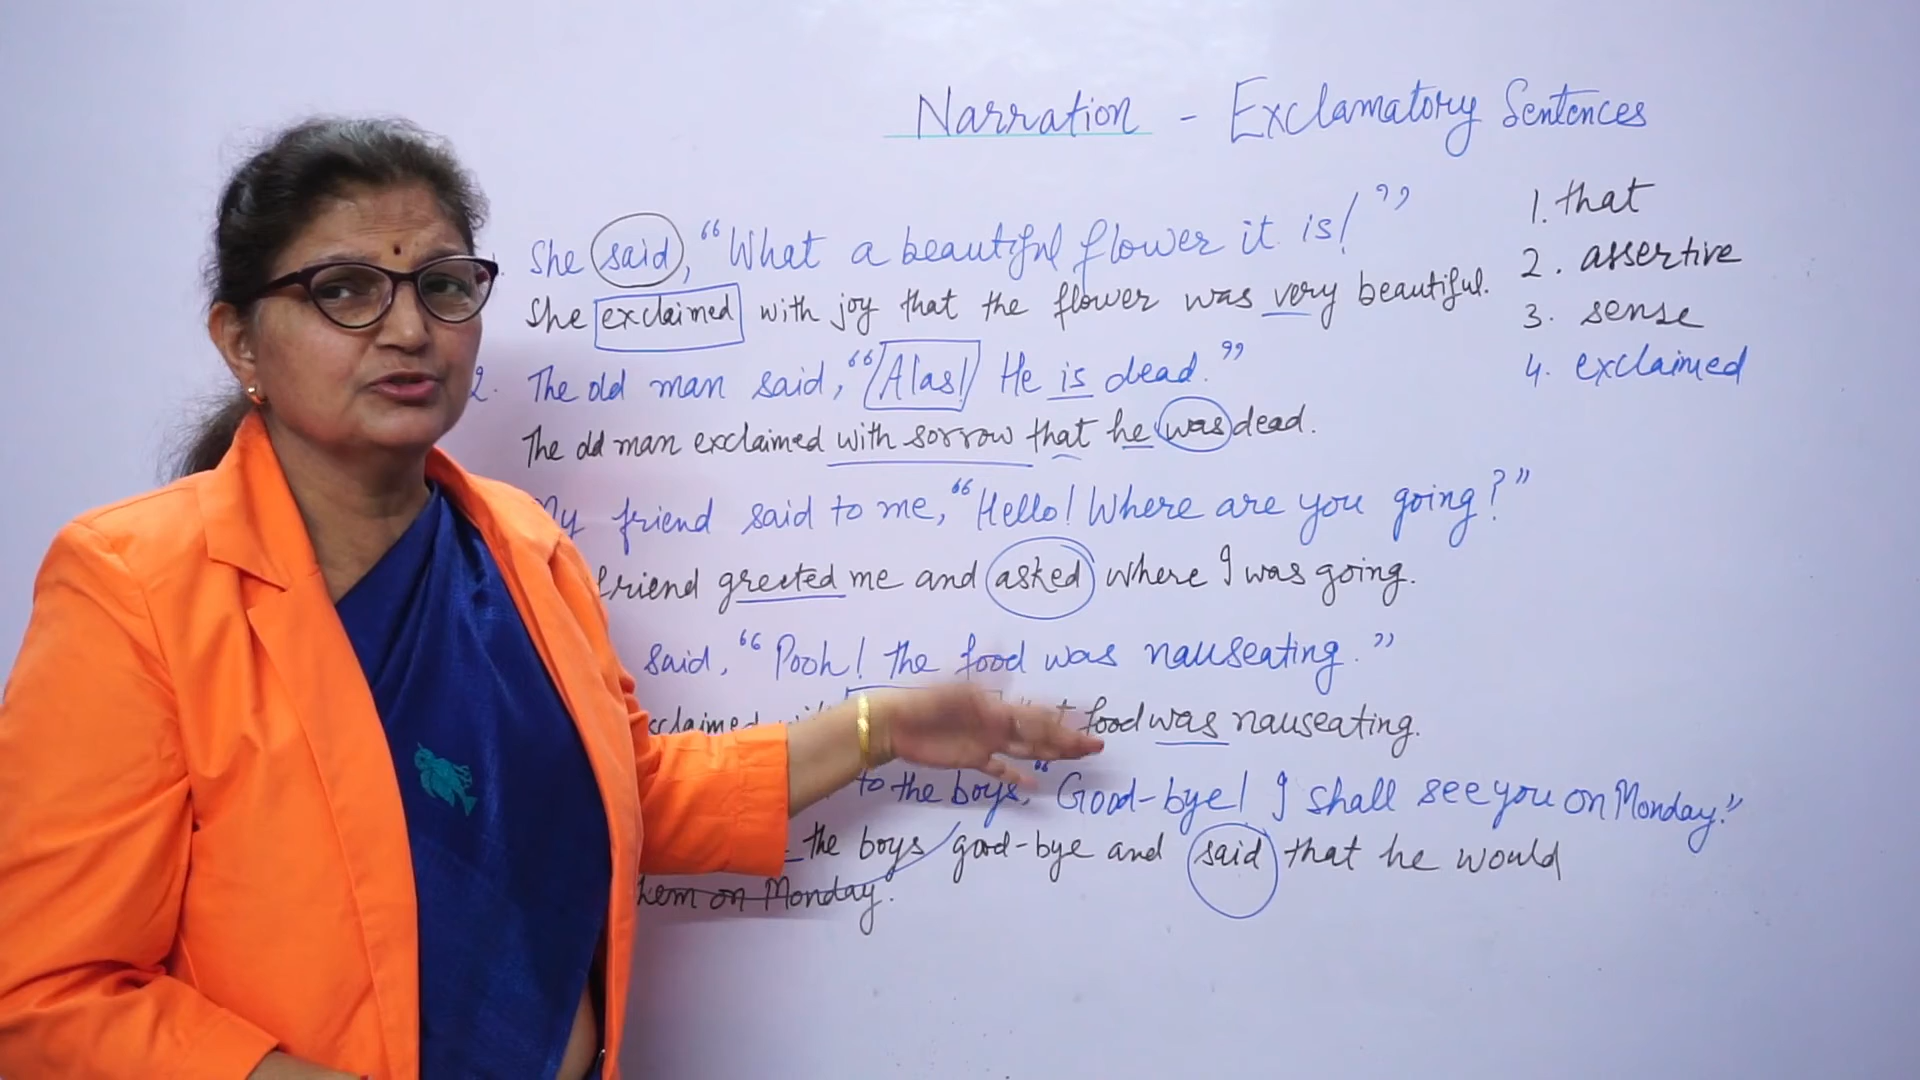 Narration - Exclamatory Sentences
She said, "What a beautiful flower it is!"
She exclaimed with joy that the flower was very beautiful.
2. The old man said, "Alas! He is dead."
The old man exclaimed with sorrow that he was dead.
My friend said to me, "Hello! Where are you going?"
friend greeted me and asked where I was going.
said, "Pooh! the food was nauseating."
food was nauseating.
to the boys, "Good-bye! I shall see you on Monday."
the boys good-bye and said that he would
them on Monday.
1. that
2. assertive
3. sense
4. exclaimed